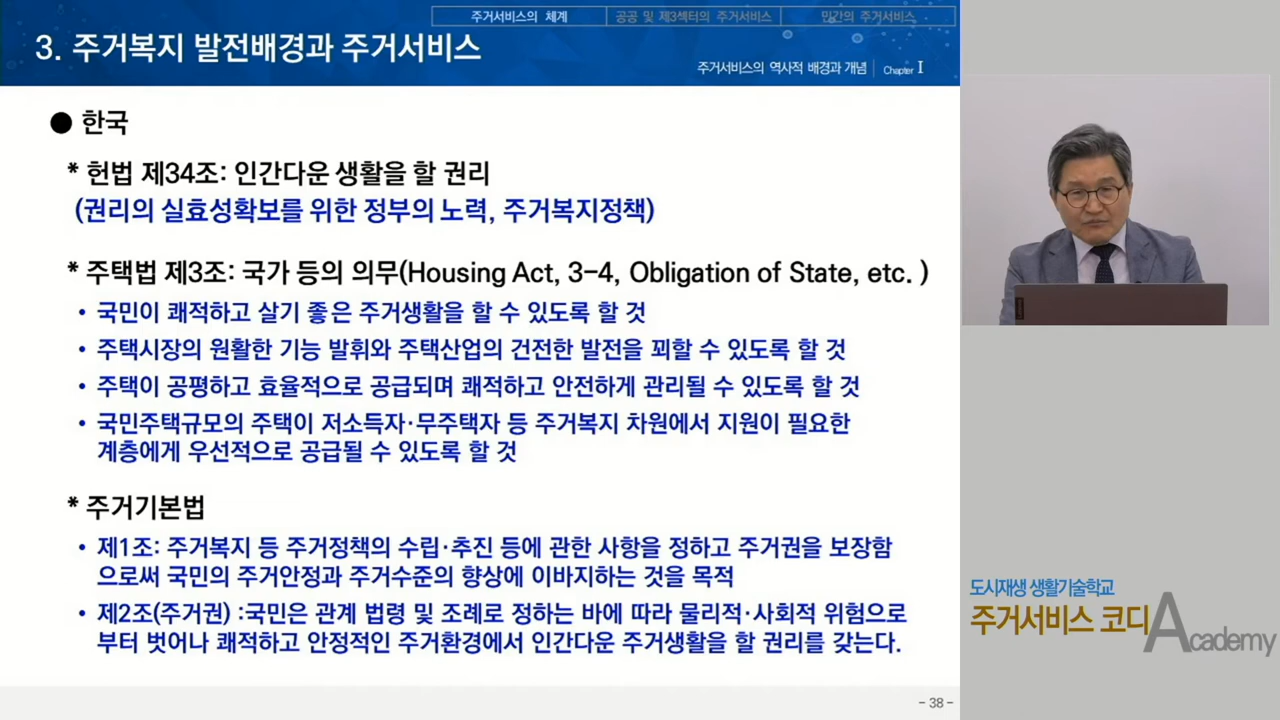 주거서비스의 체계
공공 및 제3섹터의 주거서비스
민간의 주거서비스
3. 주거복지 발전배경과 주거서비스
주거서비스의 역사적 배경과 개념 Chapter I
● 한국
* 헌법 제34조: 인간다운 생활을 할 권리
(권리의 실효성확보를 위한 정부의 노력, 주거복지정책)
* 주택법 제3조: 국가 등의 의무(Housing Act, 3-4, Obligation of State, etc. )
• 국민이 쾌적하고 살기 좋은 주거생활을 할 수 있도록 할 것
• 주택시장의 원활한 기능 발휘와 주택산업의 건전한 발전을 꾀할 수 있도록 할 것
• 주택이 공평하고 효율적으로 공급되며 쾌적하고 안전하게 관리될 수 있도록 할 것
• 국민주택규모의 주택이 저소득자·무주택자 등 주거복지 차원에서 지원이 필요한
계층에게 우선적으로 공급될 수 있도록 할 것
* 주거기본법
• 제1조: 주거복지 등 주거정책의 수립·추진 등에 관한 사항을 정하고 주거권을 보장함
으로써 국민의 주거안정과 주거수준의 향상에 이바지하는 것을 목적
• 제2조(주거권) :국민은 관계 법령 및 조례로 정하는 바에 따라 물리적·사회적 위험으로
부터 벗어나 쾌적하고 안정적인 주거환경에서 인간다운 주거생활을 할 권리를 갖는다.
- 38 -
도시재생 생활기술학교
주거서비스 코디 Academy